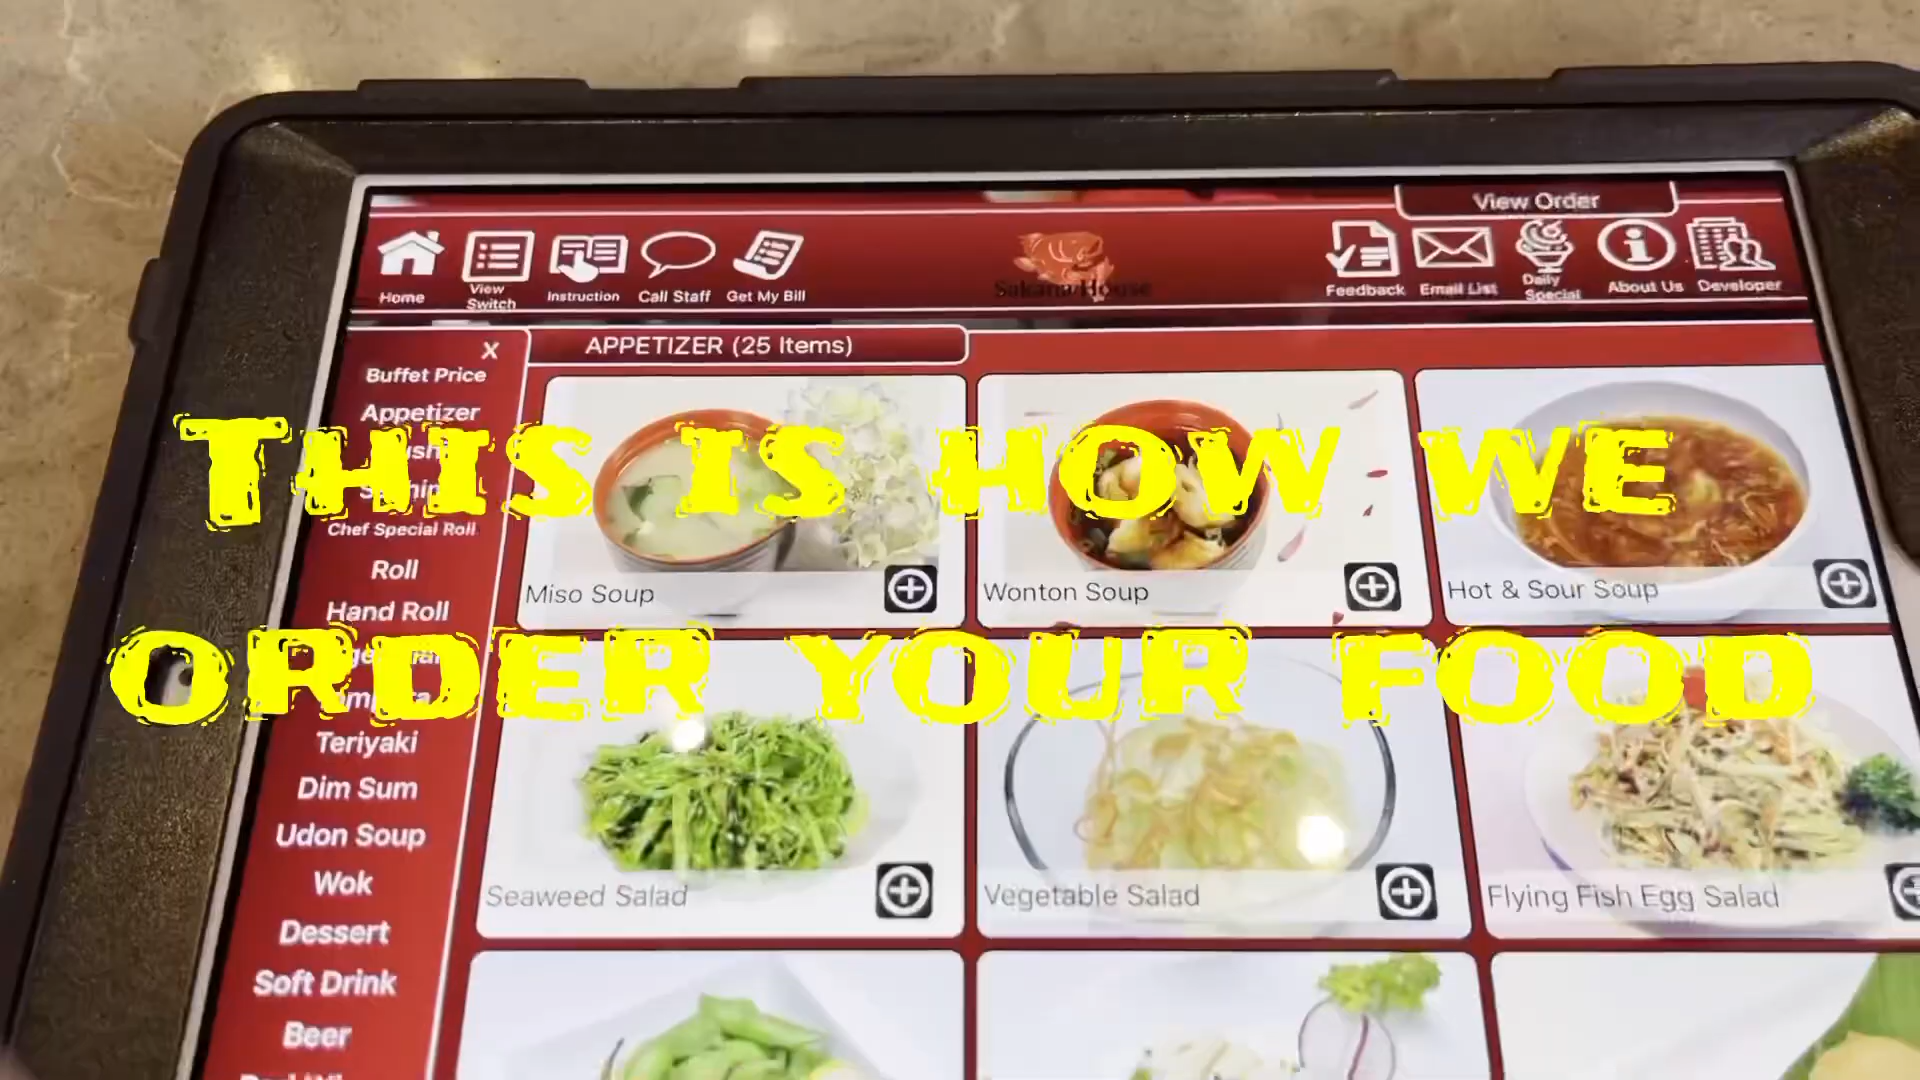 View Order
Home
View Switch
Instruction
Call Staff
Get My Bill
Sakana House
Feedback
Email List
Daily Special
About Us
Developer
X
APPETIZER (25 Items)
Buffet Price
Appetizer
Chef Special Roll
Roll
Hand Roll
Teriyaki
Dim Sum
Udon Soup
Wok
Dessert
Soft Drink
Beer
THIS IS HOW WE
ORDER YOUR FOOD
Miso Soup
Wonton Soup
Hot & Sour Soup
Seaweed Salad
Vegetable Salad
Flying Fish Egg Salad